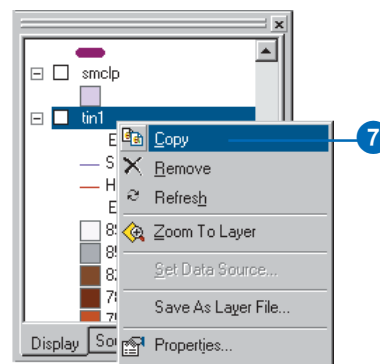 x
smclp
tin1
E
S
H
E
Copy
7
Remove
Refresh
Zoom To Layer
Set Data Source...
Save As Layer File...
Properties...
Display